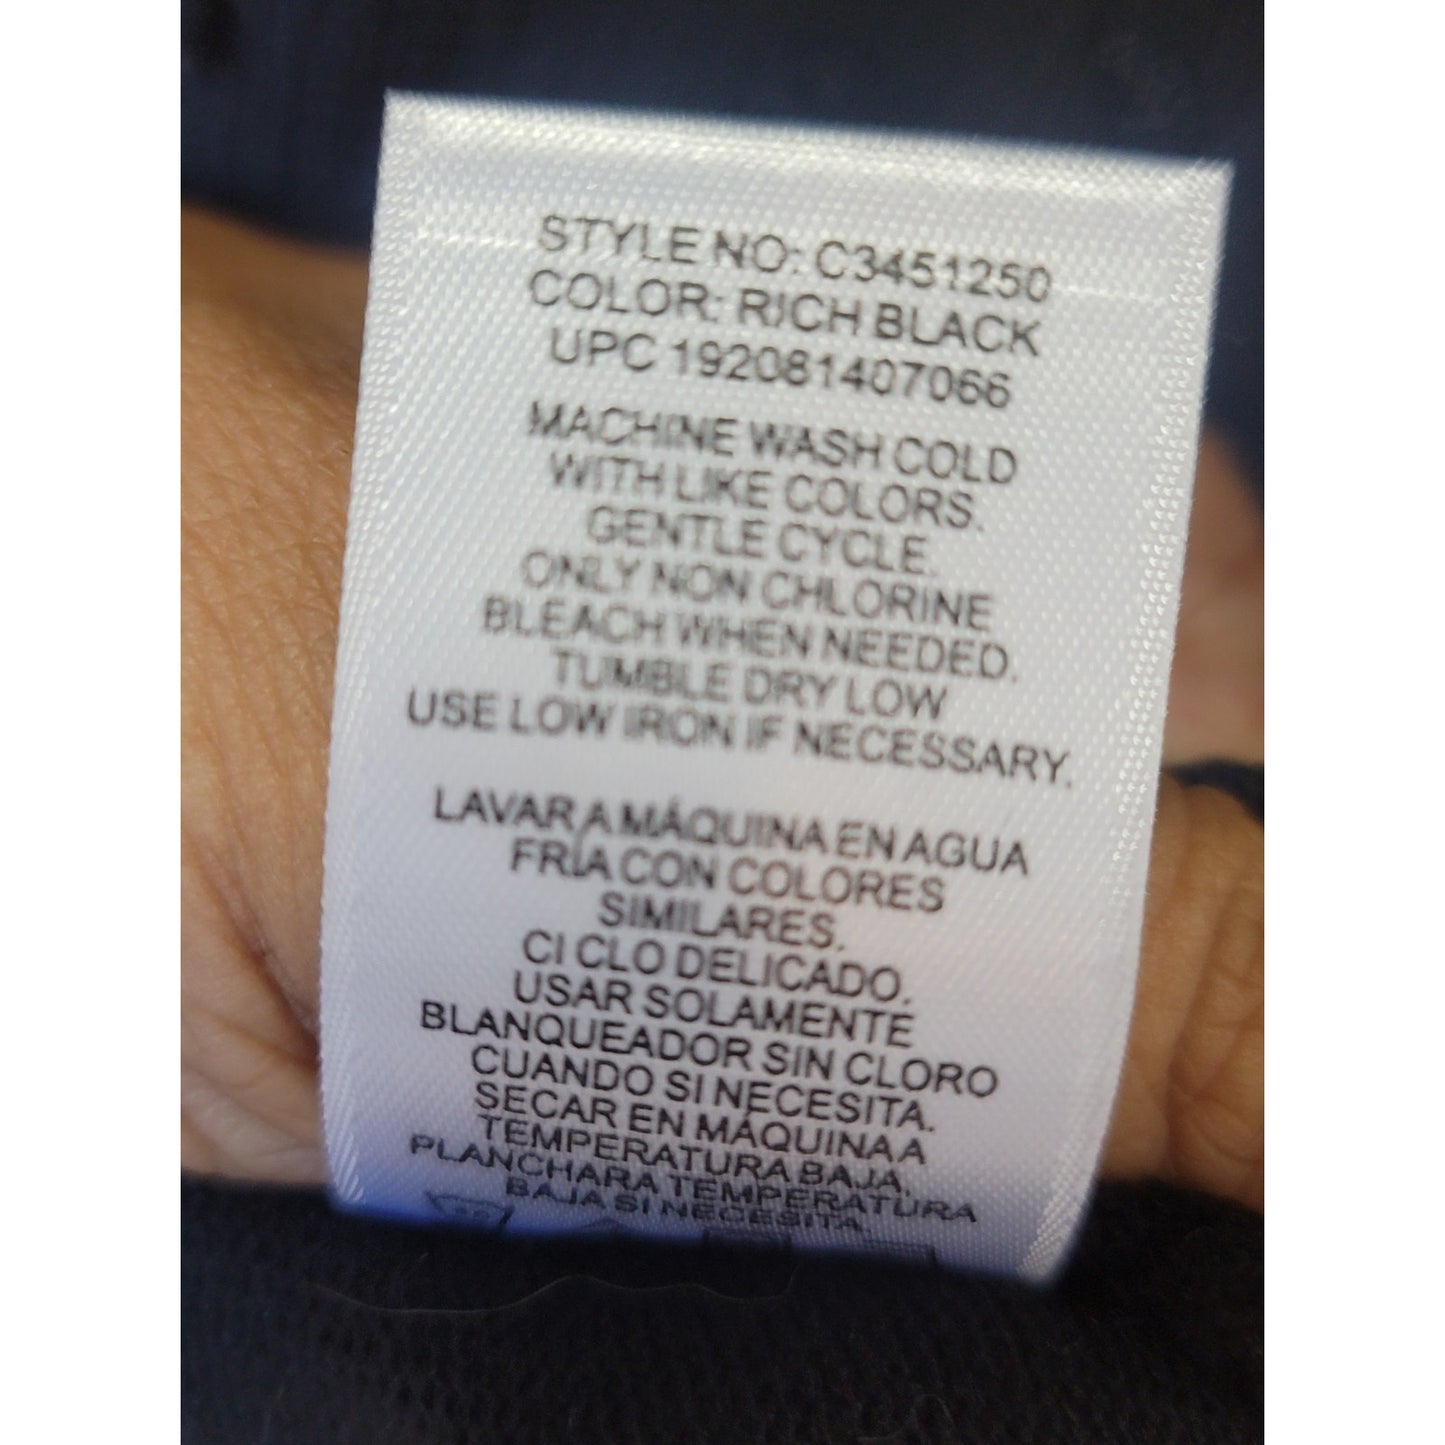 STYLE NO: C3451250
COLOR: RICH BLACK
UPC 192081407066
MACHINE WASH COLD
WITH LIKE COLORS.
GENTLE CYCLE.
ONLY NON CHLORINE
BLEACH WHEN NEEDED.
TUMBLE DRY LOW
USE LOW IRON IF NECESSARY.
LAVAR A MÁQUINA EN AGUA
FRÍA CON COLORES
SIMILARES.
CI CLO DELICADO.
USAR SOLAMENTE
BLANQUEADOR SIN CLORO
CUANDO SI NECESITA.
SECAR EN MÁQUINA A
TEMPERATURA BAJA.
PLANCHARA TEMPERATURA
BAJA SI NECESITA.